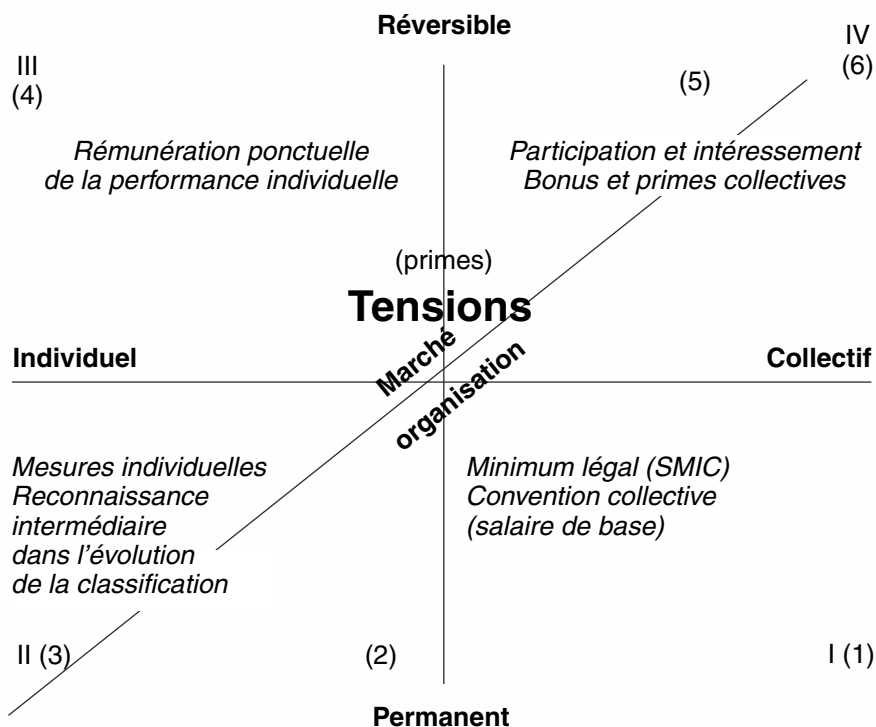 Réversible
III
(4)
(5)
IV
(6)
Rémunération ponctuelle
de la performance individuelle
Participation et intéressement
Bonus et primes collectives
(primes)
Tensions
Individuel
Marché
organisation
Collectif
Mesures individuelles
Reconnaissance
intermédiaire
dans l'évolution
de la classification
Minimum légal (SMIC)
Convention collective
(salaire de base)
II (3)
(2)
I (1)
Permanent